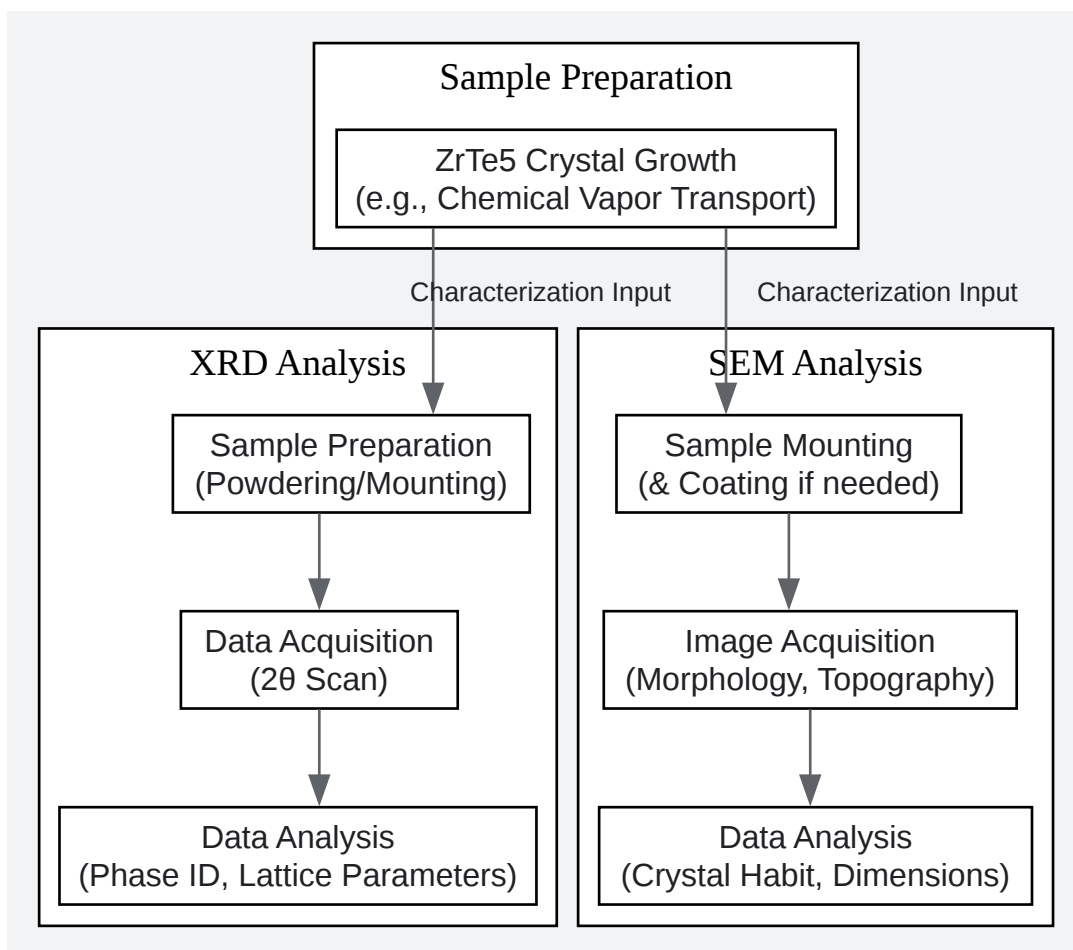 Sample Preparation
ZrTe5 Crystal Growth
(e.g., Chemical Vapor Transport)
Characterization Input
Characterization Input
XRD Analysis
Sample Preparation
(Powdering/Mounting)
Data Acquisition
(2θ Scan)
Data Analysis
(Phase ID, Lattice Parameters)
SEM Analysis
Sample Mounting
(& Coating if needed)
Image Acquisition
(Morphology, Topography)
Data Analysis
(Crystal Habit, Dimensions)